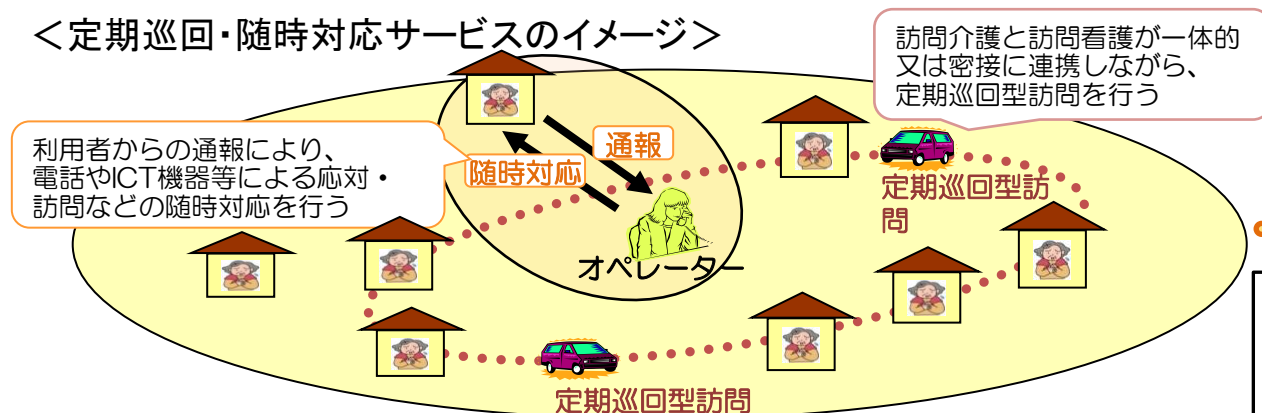 ＜定期巡回・随時対応サービスのイメージ＞
訪問介護と訪問看護が一体的
又は密接に連携しながら、
定期巡回型訪問を行う
利用者からの通報により、
電話やICT機器等による応対・
訪問などの随時対応を行う
通報
随時対応
定期巡回型訪
問
オペレーター
定期巡回型訪問